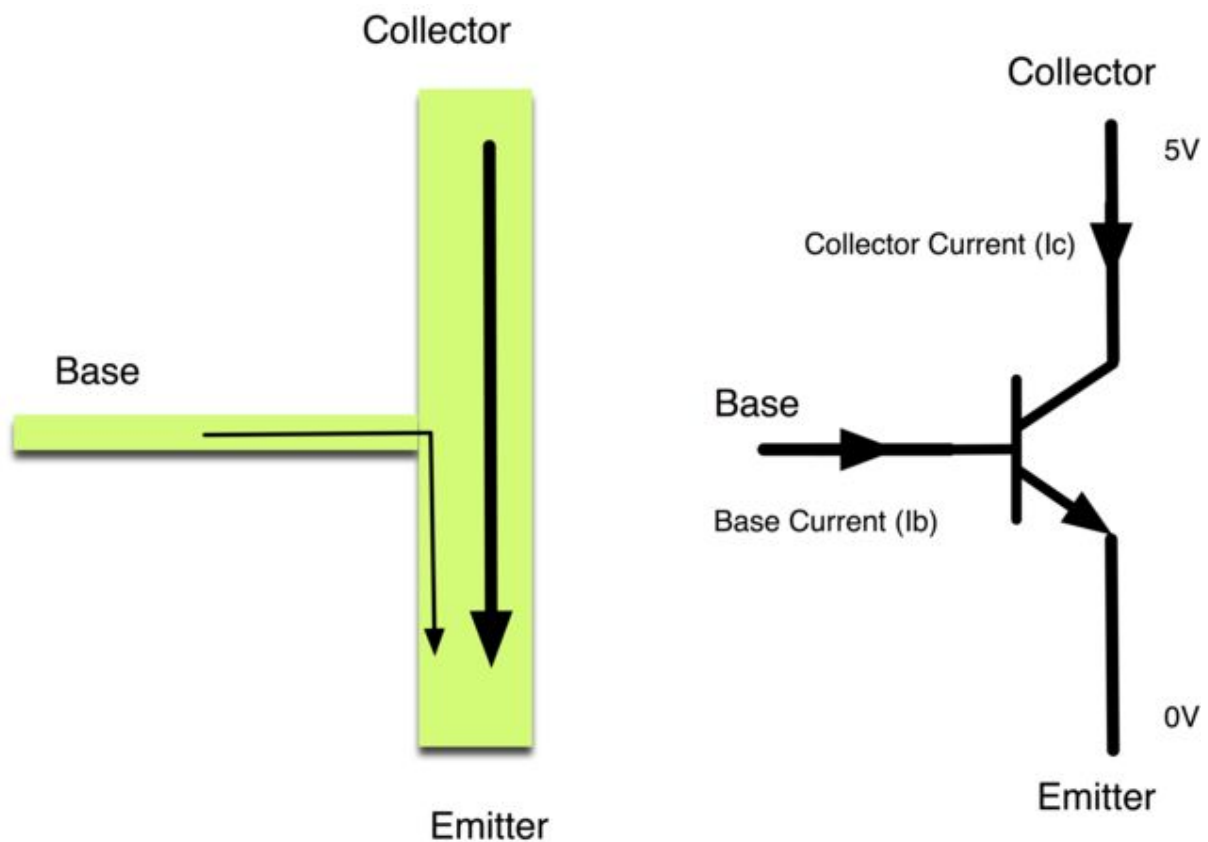 Collector
Base
Emitter
Collector
5V
Collector Current (Ic)
Base
Base Current (Ib)
0V
Emitter